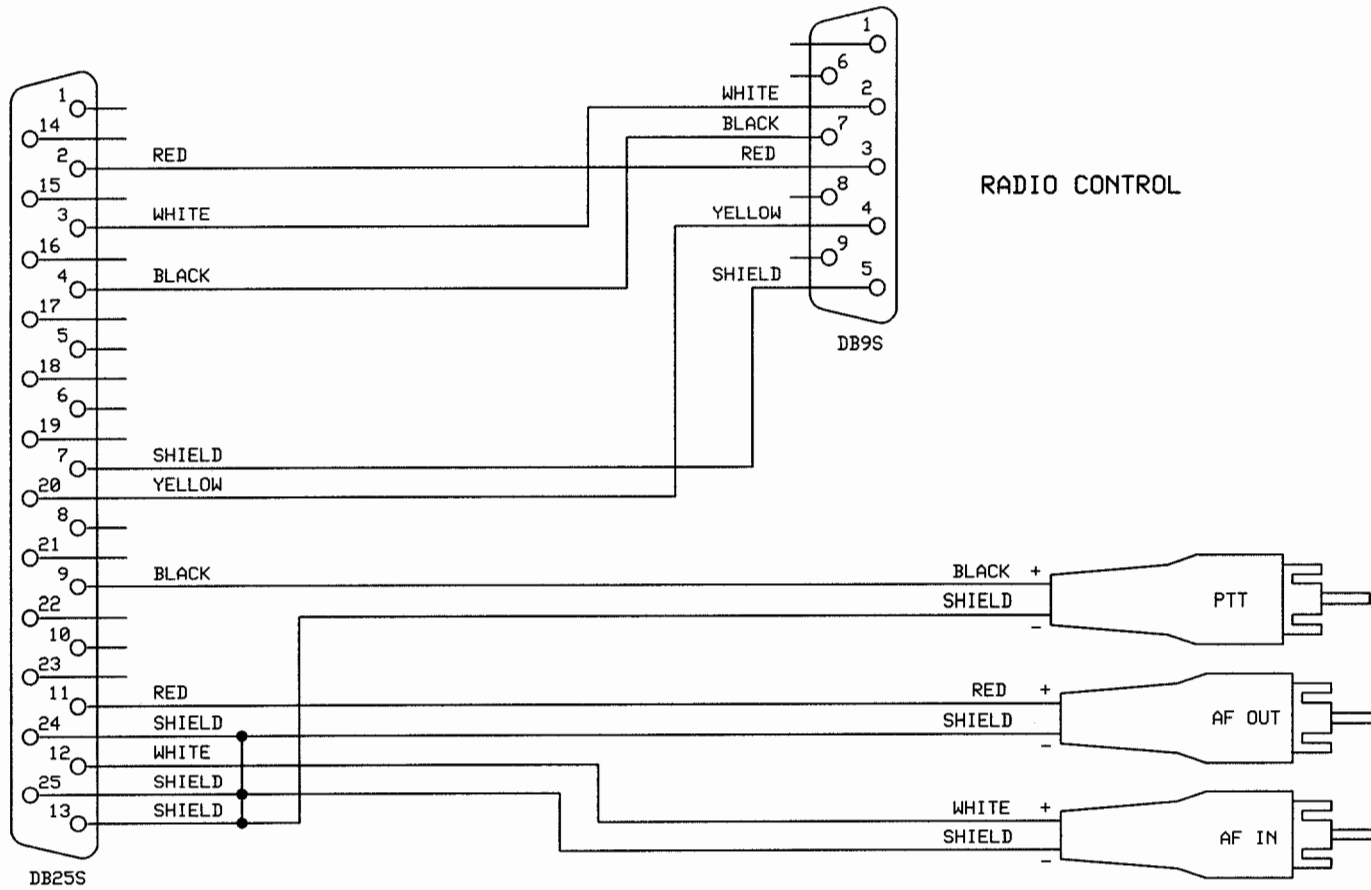 1
6
WHITE 2
BLACK 7
RED 3
8
YELLOW 4
9
SHIELD 5
DB9S
RADIO CONTROL
1
14
2 RED
15
3 WHITE
16
4 BLACK
17
5
18
6
19
7 SHIELD
20 YELLOW
8
21
9 BLACK
22
10
23
11 RED
24 SHIELD
12 WHITE
25 SHIELD
13 SHIELD
DB25S
BLACK +
SHIELD -
PTT
RED +
SHIELD -
AF OUT
WHITE +
SHIELD -
AF IN